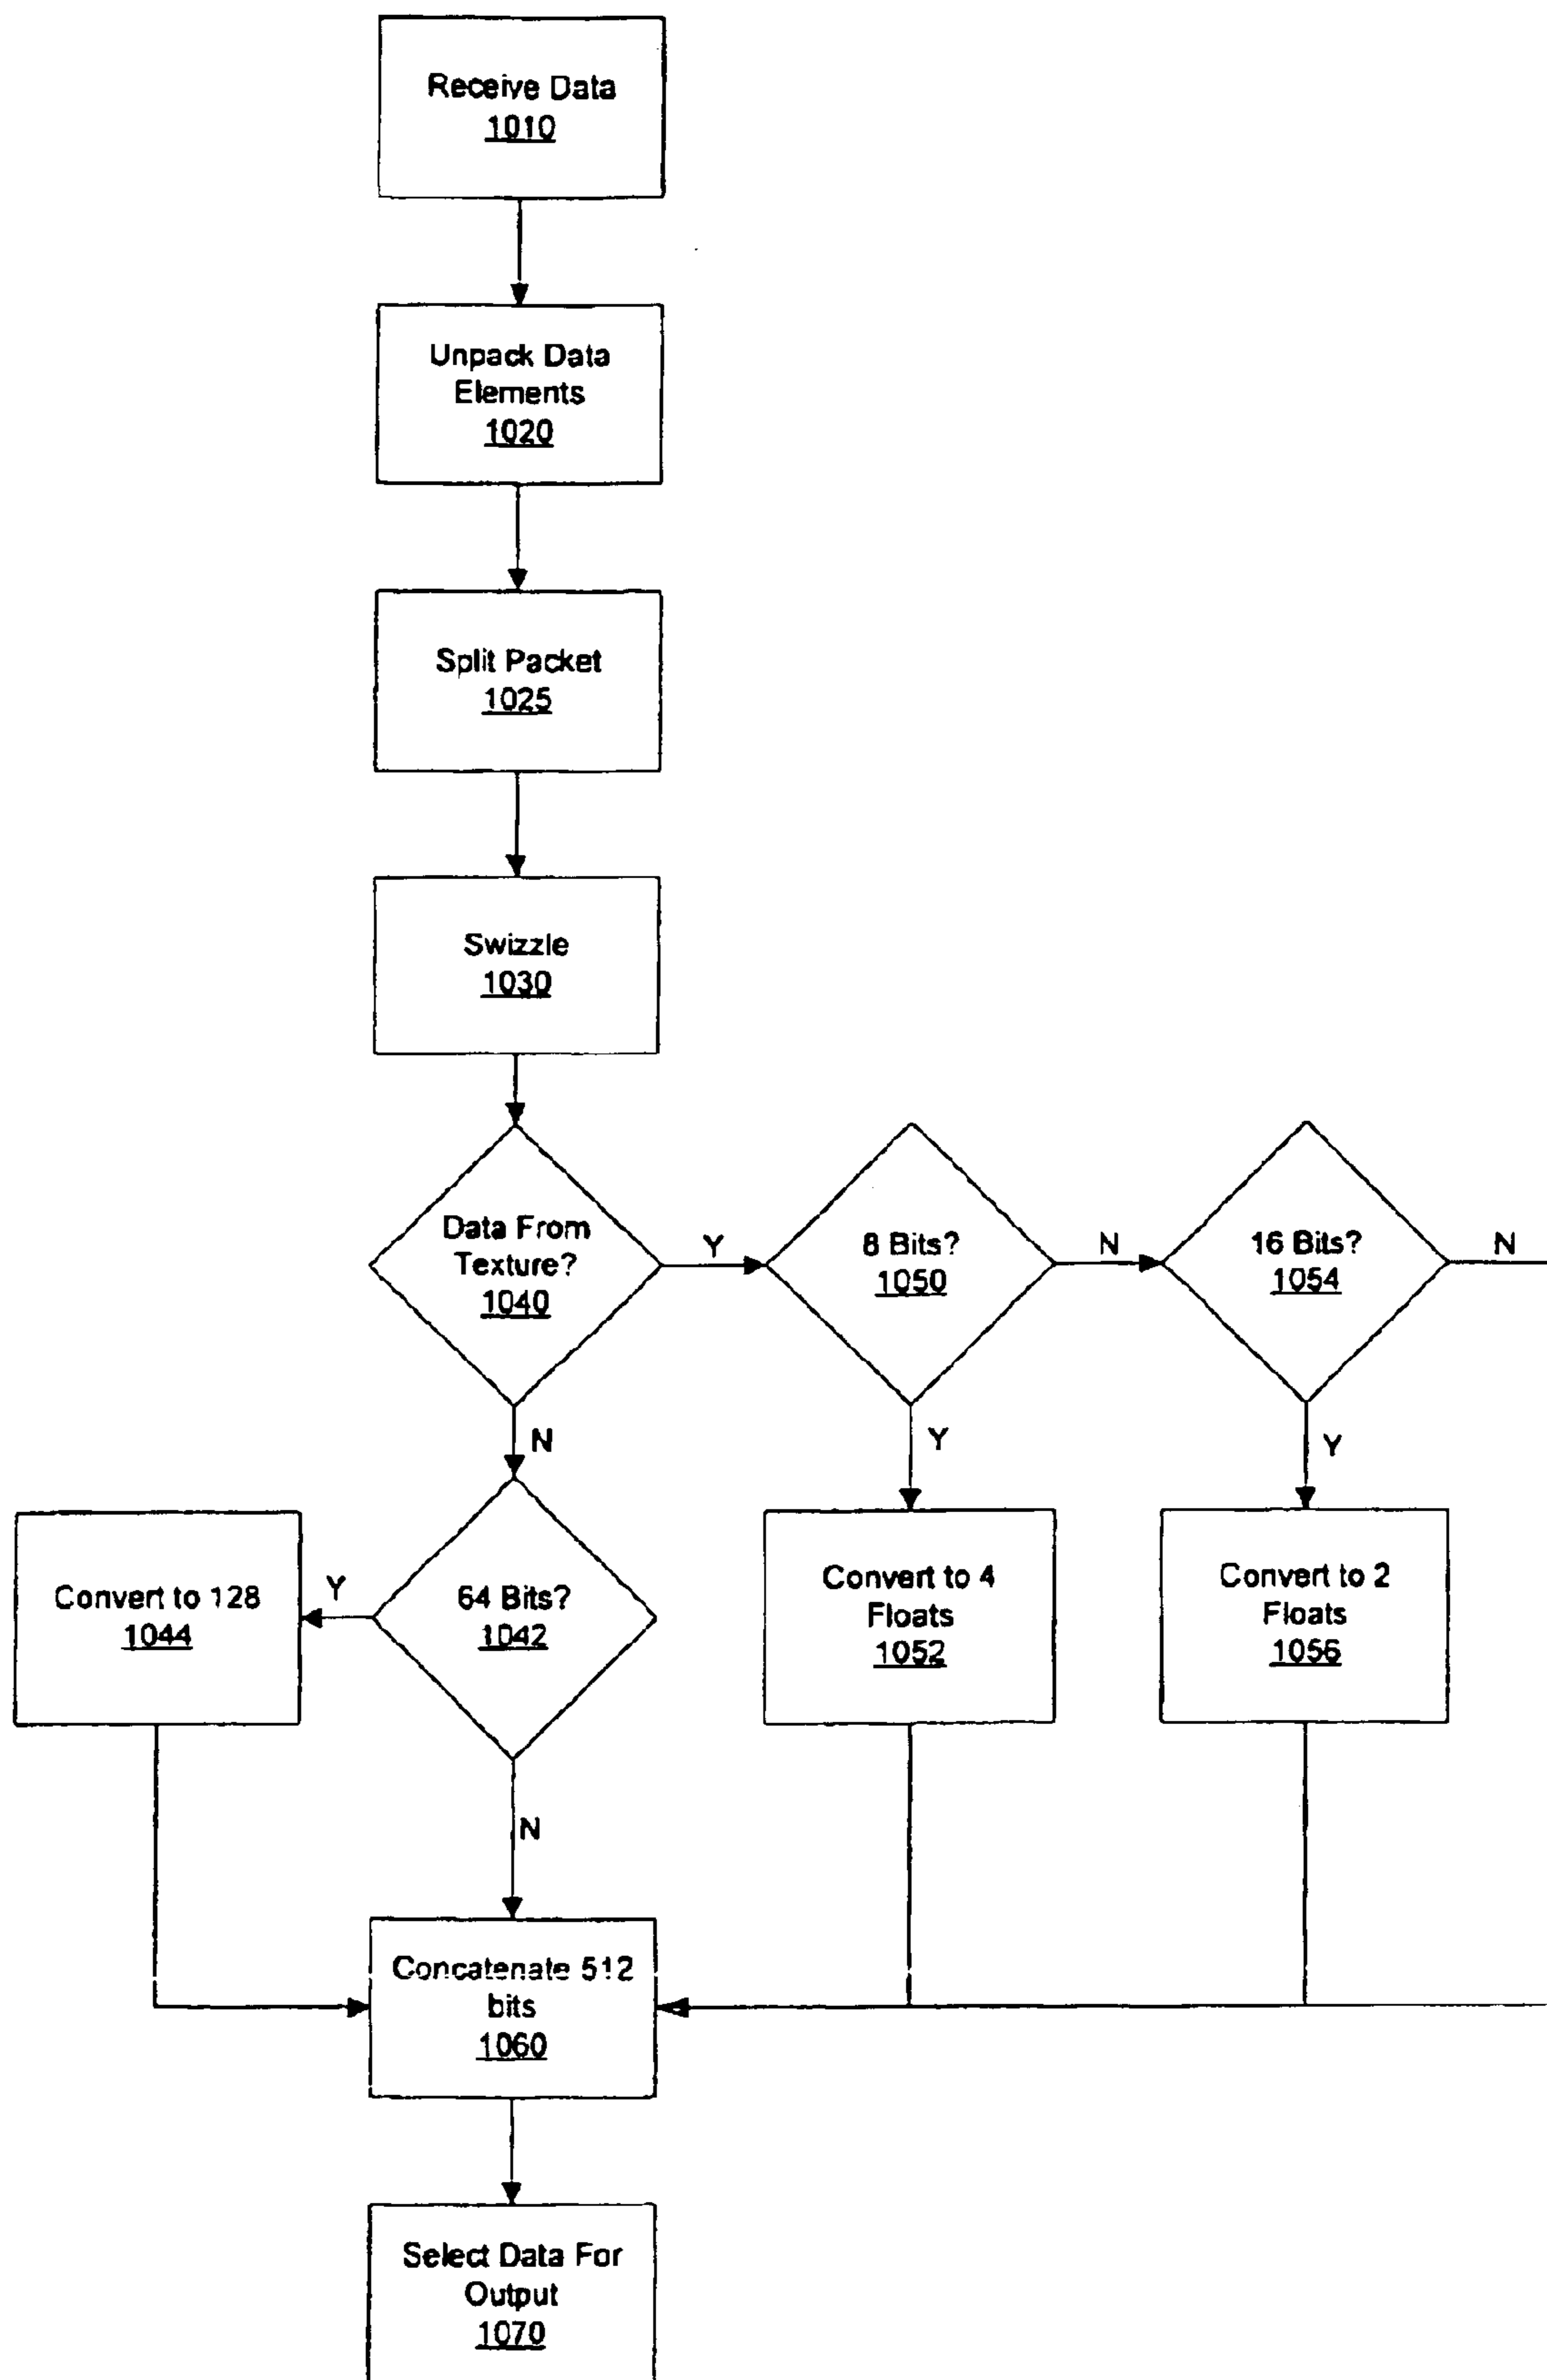 Receive Data
1010
Unpack Data
Elements
1020
Split Packet
1025
Swizzle
1030
Data From
Texture?
1040
Y
8 Bits?
1050
N
16 Bits?
1054
N
N
Y
Y
Convert to 128
1044
Y
64 Bits?
1042
Convert to 4
Floats
1052
Convert to 2
Floats
1056
N
Concatenate 512
bits
1060
Select Data For
Output
1070